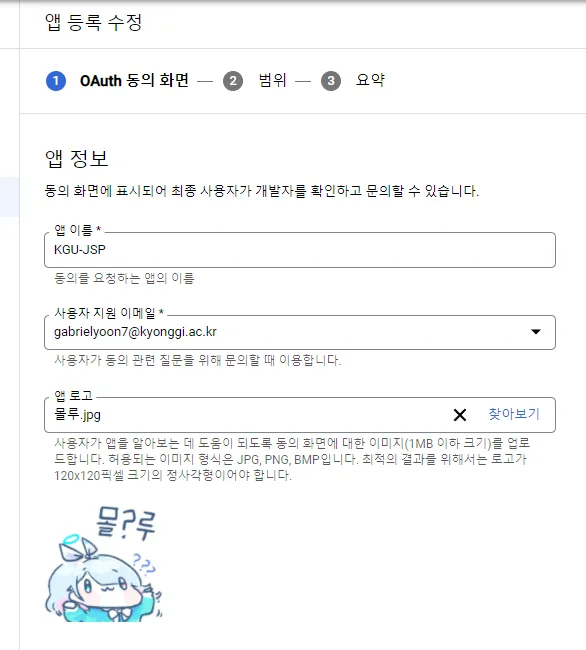 앱 등록 수정
1 OAuth 동의 화면 — 2 범위 — 3 요약
앱 정보
동의 화면에 표시되어 최종 사용자가 개발자를 확인하고 문의할 수 있습니다.
앱 이름 *
KGU-JSP
동의를 요청하는 앱의 이름
사용자 지원 이메일 *
gabrielyoon7@kyonggi.ac.kr
사용자가 동의 관련 질문을 위해 문의할 때 이용합니다.
앱 로고
몰루.jpg
찾아보기
사용자가 앱을 알아보는 데 도움이 되도록 동의 화면에 대한 이미지(1MB 이하 크기)를 업로
드합니다. 허용되는 이미지 형식은 JPG, PNG, BMP입니다. 최적의 결과를 위해서는 로고가
120x120픽셀 크기의 정사각형이어야 합니다.
몰?루
???